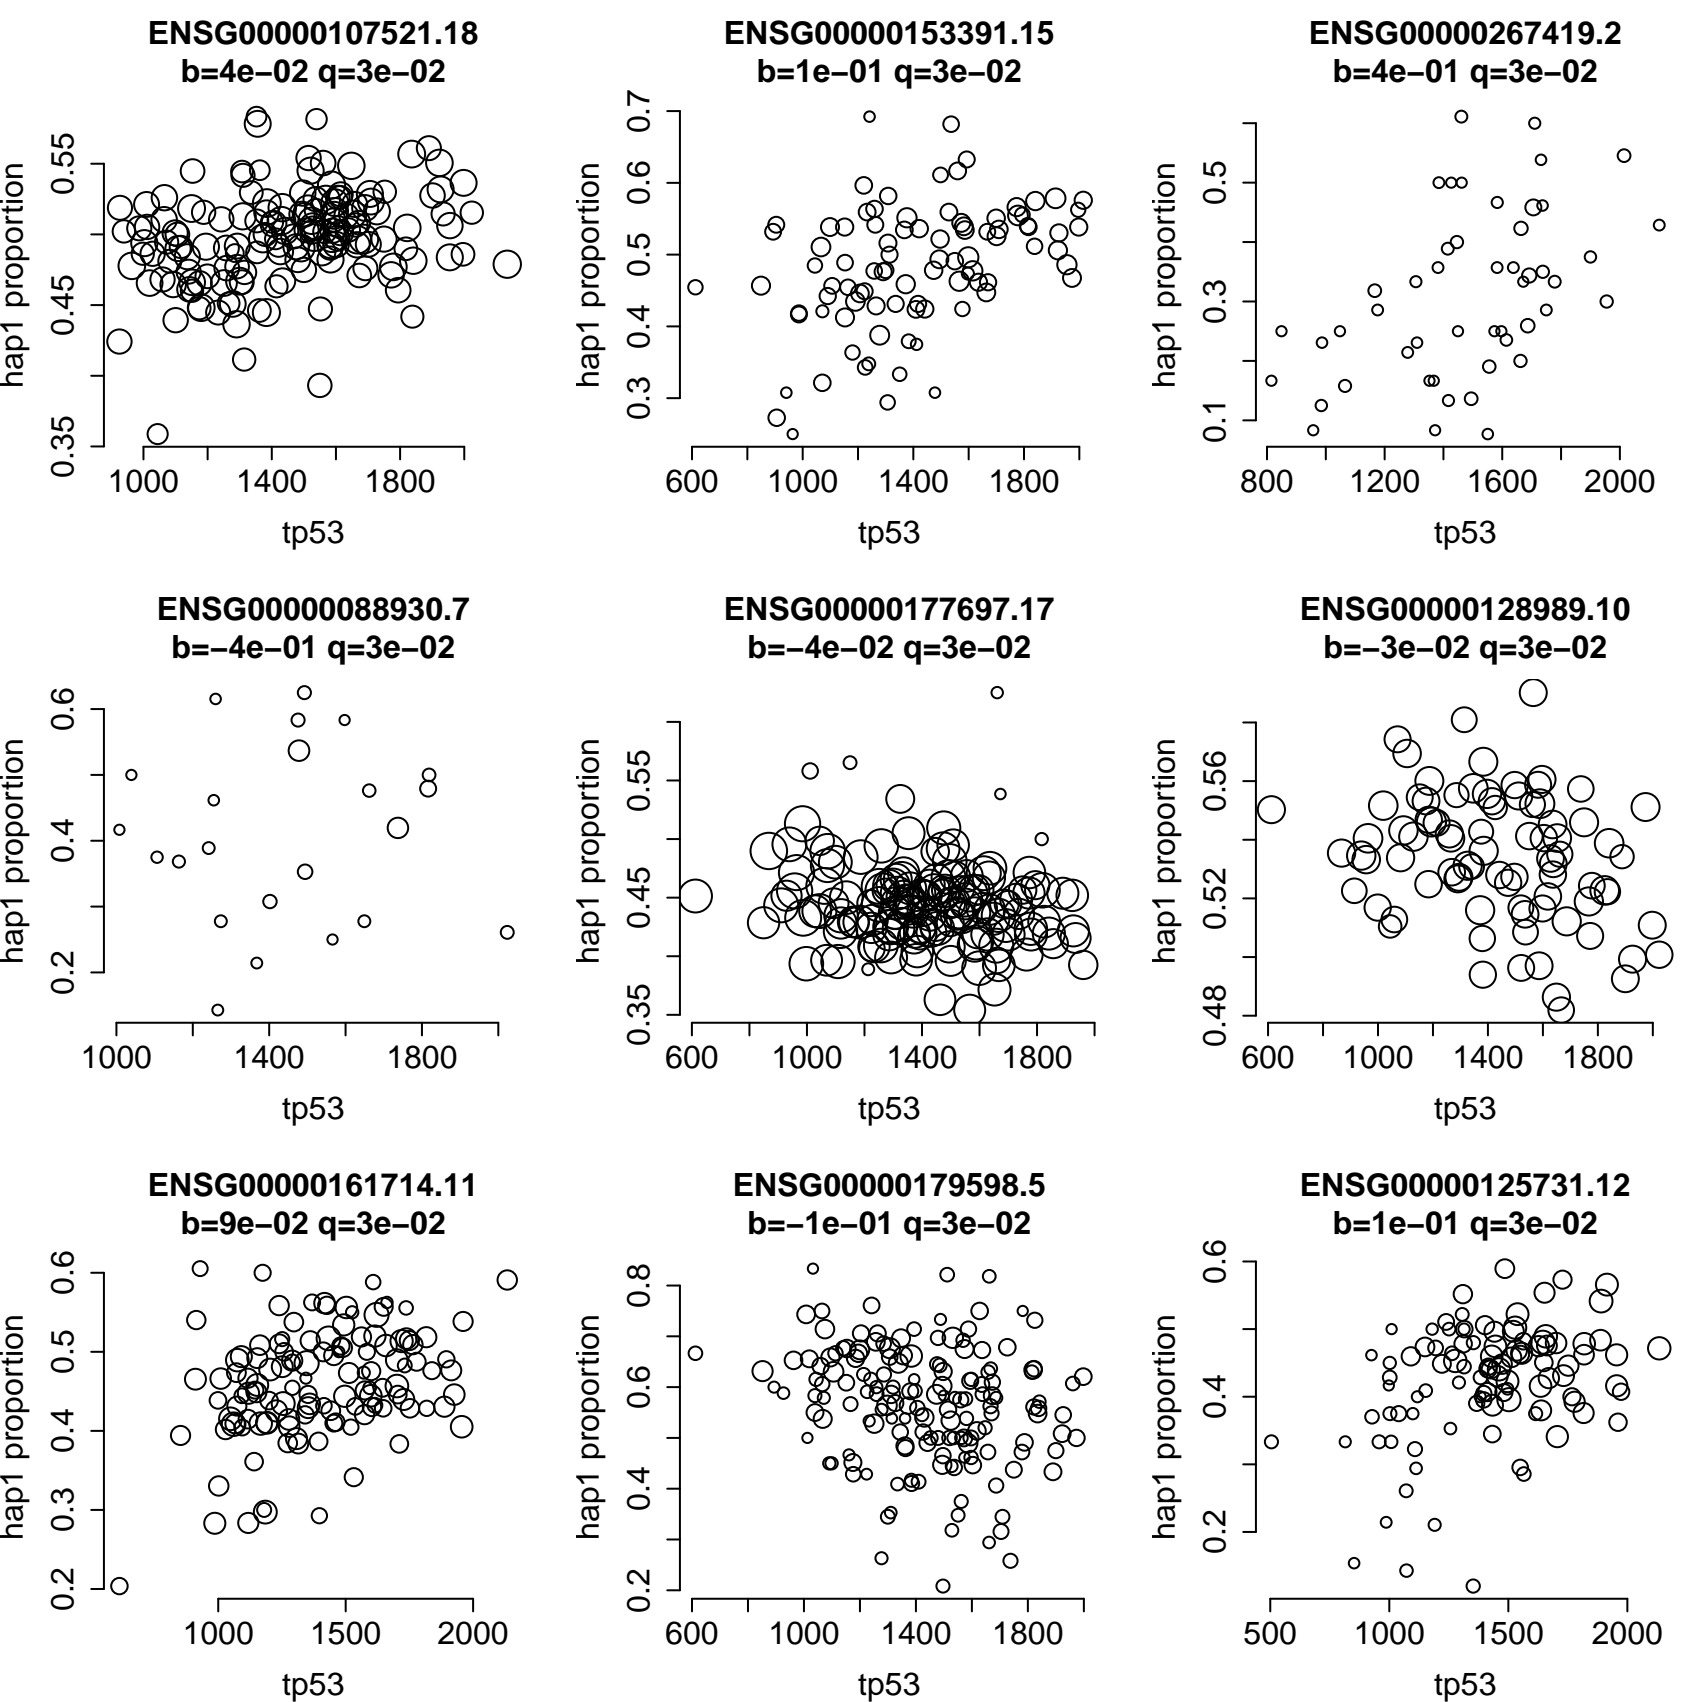 ENSG00000107521.18
b=4e−02 q=3e−02
hap1 proportion
0.35 0.45 0.55
1000 1400 1800
tp53
ENSG00000153391.15
b=1e−01 q=3e−02
hap1 proportion
0.3 0.4 0.5 0.6 0.7
600 1000 1400 1800
tp53
ENSG00000267419.2
b=4e−01 q=3e−02
hap1 proportion
0.1 0.3 0.5
800 1200 1600 2000
tp53
ENSG00000088930.7
b=−4e−01 q=3e−02
hap1 proportion
0.2 0.4 0.6
1000 1400 1800
tp53
ENSG00000177697.17
b=−4e−02 q=3e−02
hap1 proportion
0.35 0.45 0.55
600 1000 1400 1800
tp53
ENSG00000128989.10
b=−3e−02 q=3e−02
hap1 proportion
0.48 0.52 0.56
600 1000 1400 1800
tp53
ENSG00000161714.11
b=9e−02 q=3e−02
hap1 proportion
0.2 0.3 0.4 0.5 0.6
1000 1500 2000
tp53
ENSG00000179598.5
b=−1e−01 q=3e−02
hap1 proportion
0.2 0.4 0.6 0.8
600 1000 1400 1800
tp53
ENSG00000125731.12
b=1e−01 q=3e−02
hap1 proportion
0.2 0.4 0.6
500 1000 1500 2000
tp53